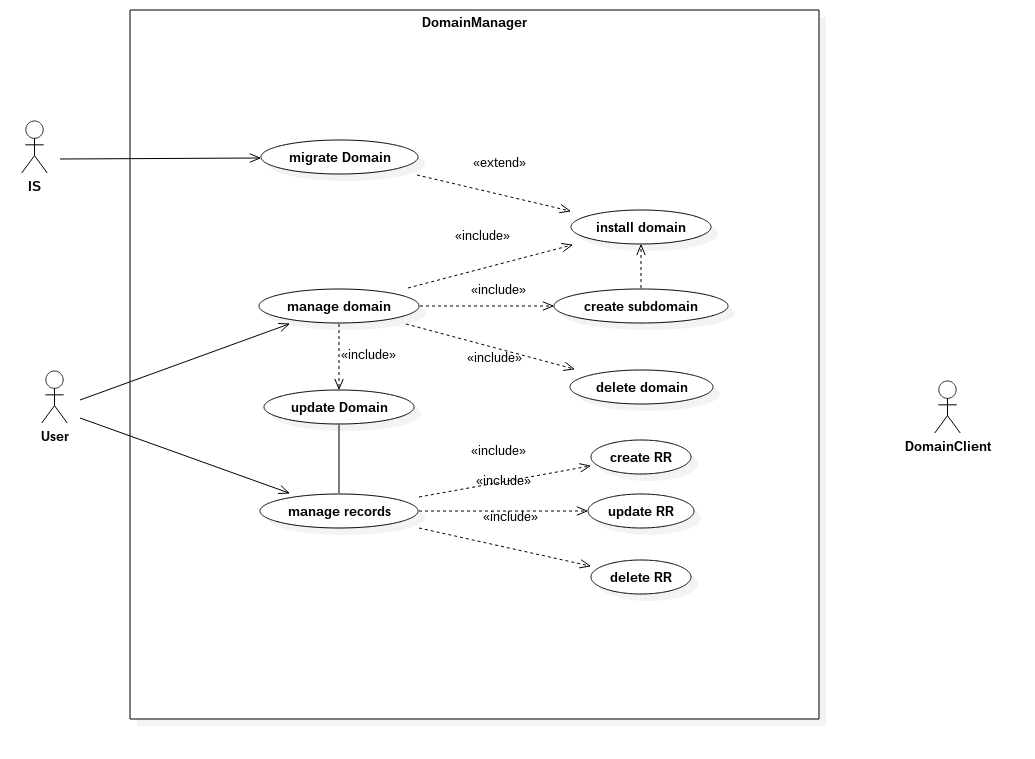 DomainManager
IS
migrate Domain
«extend»
install domain
«include»
manage domain
«include»
create subdomain
«include»
«include»
delete domain
User
update Domain
DomainClient
«include»
create RR
«include»
manage records
update RR
«include»
delete RR